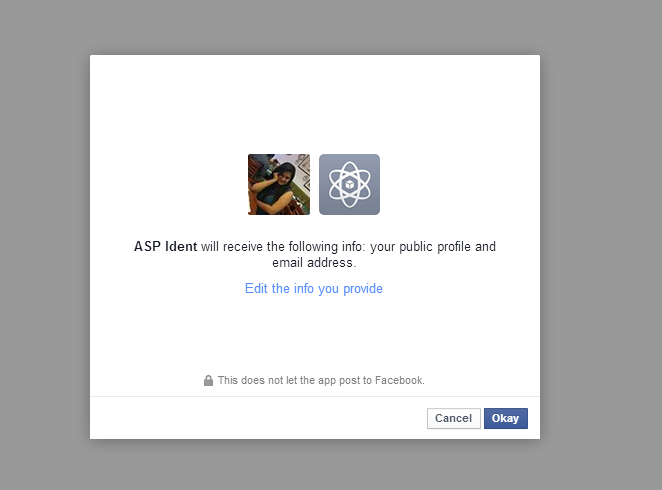 ASP Ident will receive the following info: your public profile and
email address.
Edit the info you provide
This does not let the app post to Facebook.
Cancel Okay